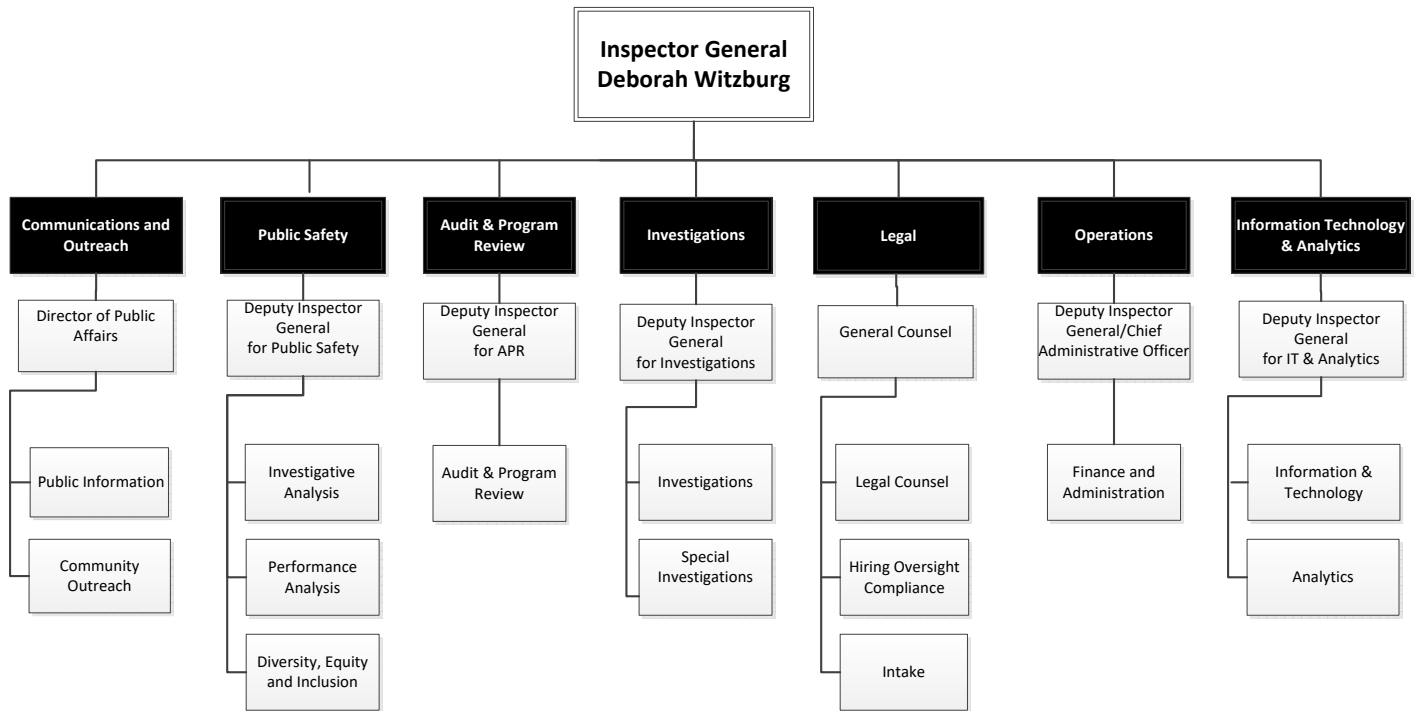 Inspector General
Deborah Witzburg
Communications and
Outreach
Public Safety
Audit & Program
Review
Investigations
Legal
Operations
Information Technology
& Analytics
Director of Public
Affairs
Deputy Inspector
General
for Public Safety
Deputy Inspector
General
for APR
Deputy Inspector
General
for Investigations
General Counsel
Deputy Inspector
General/Chief
Administrative Officer
Deputy Inspector
General
for IT & Analytics
Public Information
Investigative
Analysis
Audit & Program
Review
Investigations
Legal Counsel
Finance and
Administration
Information &
Technology
Community
Outreach
Performance
Analysis
Special
Investigations
Hiring Oversight
Compliance
Analytics
Diversity, Equity
and Inclusion
Intake